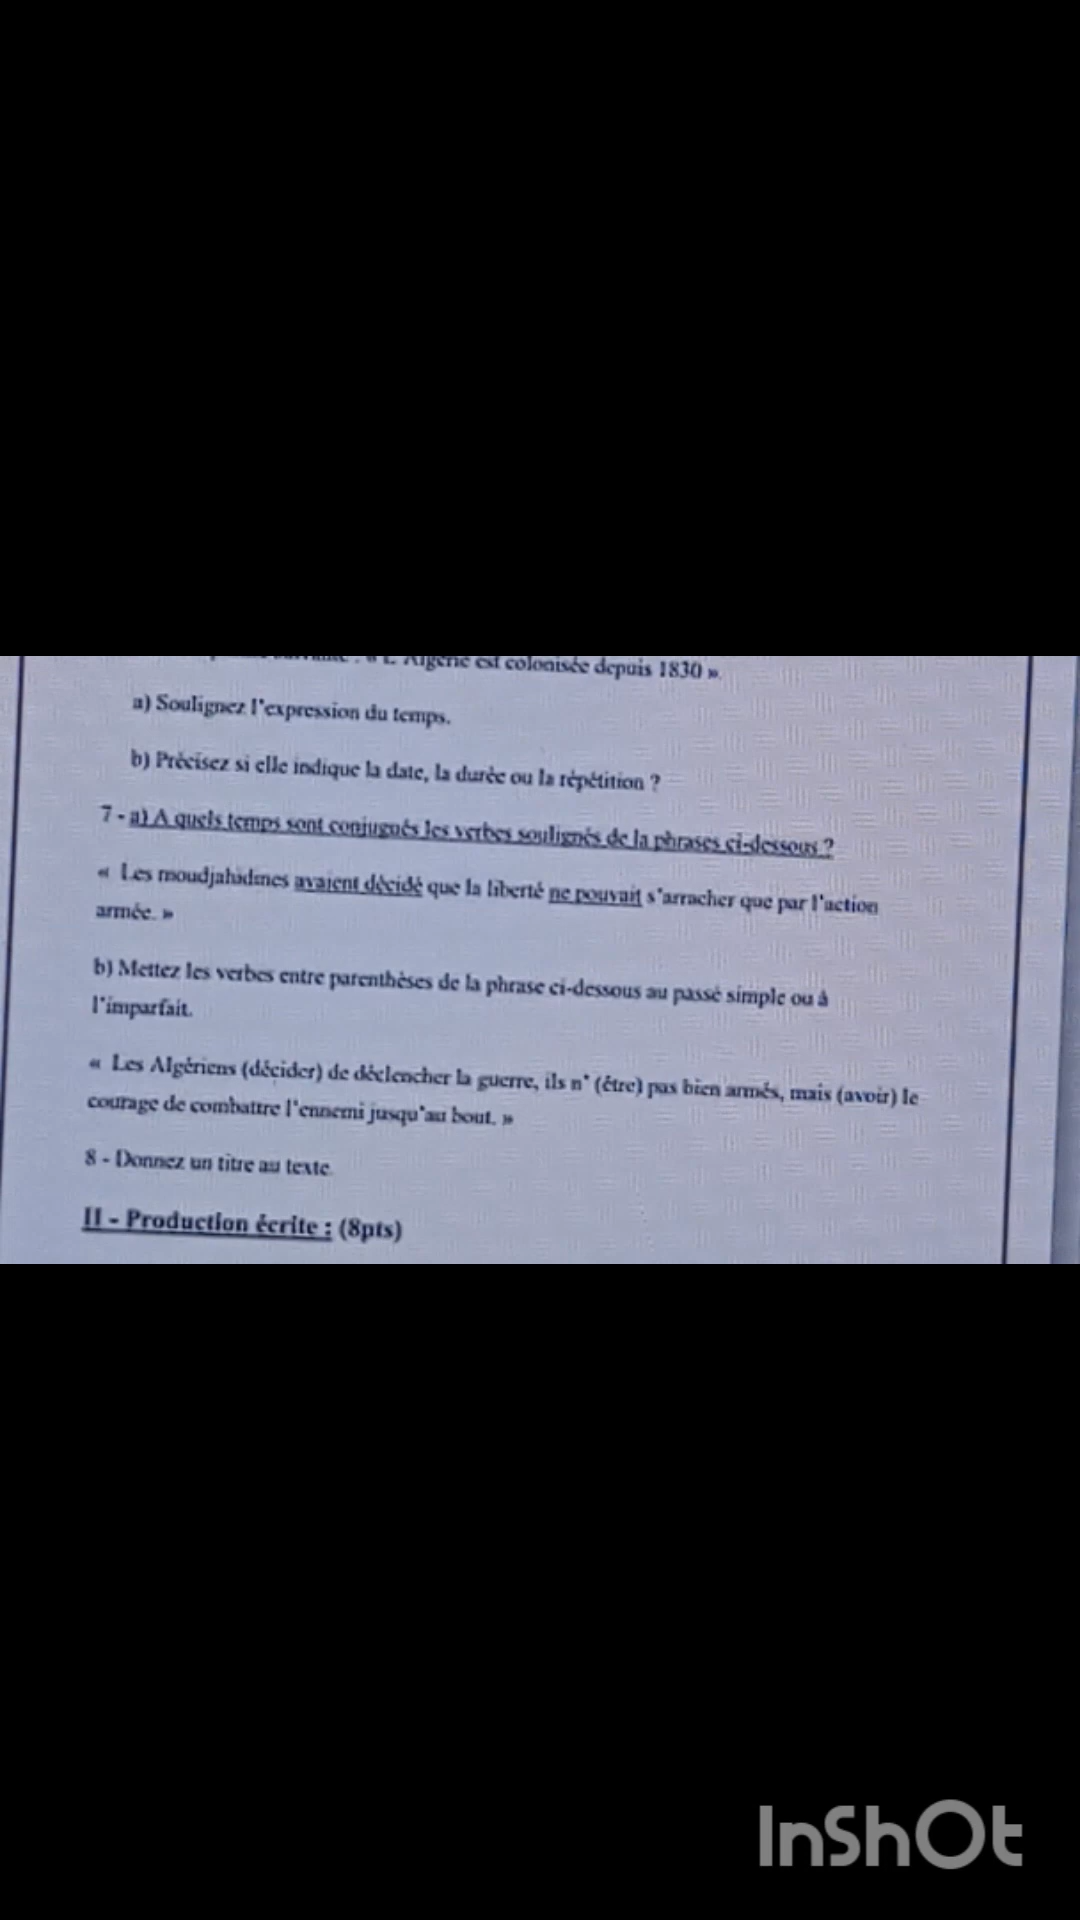 L'Algérie est colonisée depuis 1830 ».
a) Soulignez l'expression du temps.
b) Précisez si elle indique la date, la durée ou la répétition ?
7 - a) A quels temps sont conjugués les verbes soulignés de la phrases ci-dessous ?
« Les moudjahidines avaient décidé que la liberté ne pouvait s'arracher que par l'action
armée. »
b) Mettez les verbes entre parenthèses de la phrase ci-dessous au passé simple ou à
l'imparfait.
« Les Algériens (décider) de déclencher la guerre, ils n' (être) pas bien armés, mais (avoir) le
courage de combattre l'ennemi jusqu'au bout. »
8 - Donnez un titre au texte.
II - Production écrite : (8pts)
InShOt